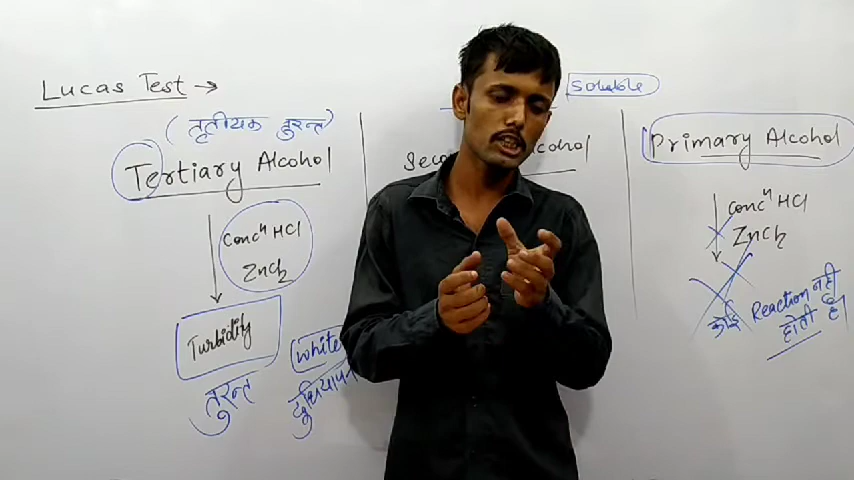 Lucas Test →
soluble
(तृतीयक तुरन्त)
Tertiary Alcohol
Alcohol
Primary Alcohol
Concⁿ HCl
ZnCl₂
Concⁿ HCl
ZnCl₂
Turbidity
तुरन्त
white
कोई Reaction नही
होती है